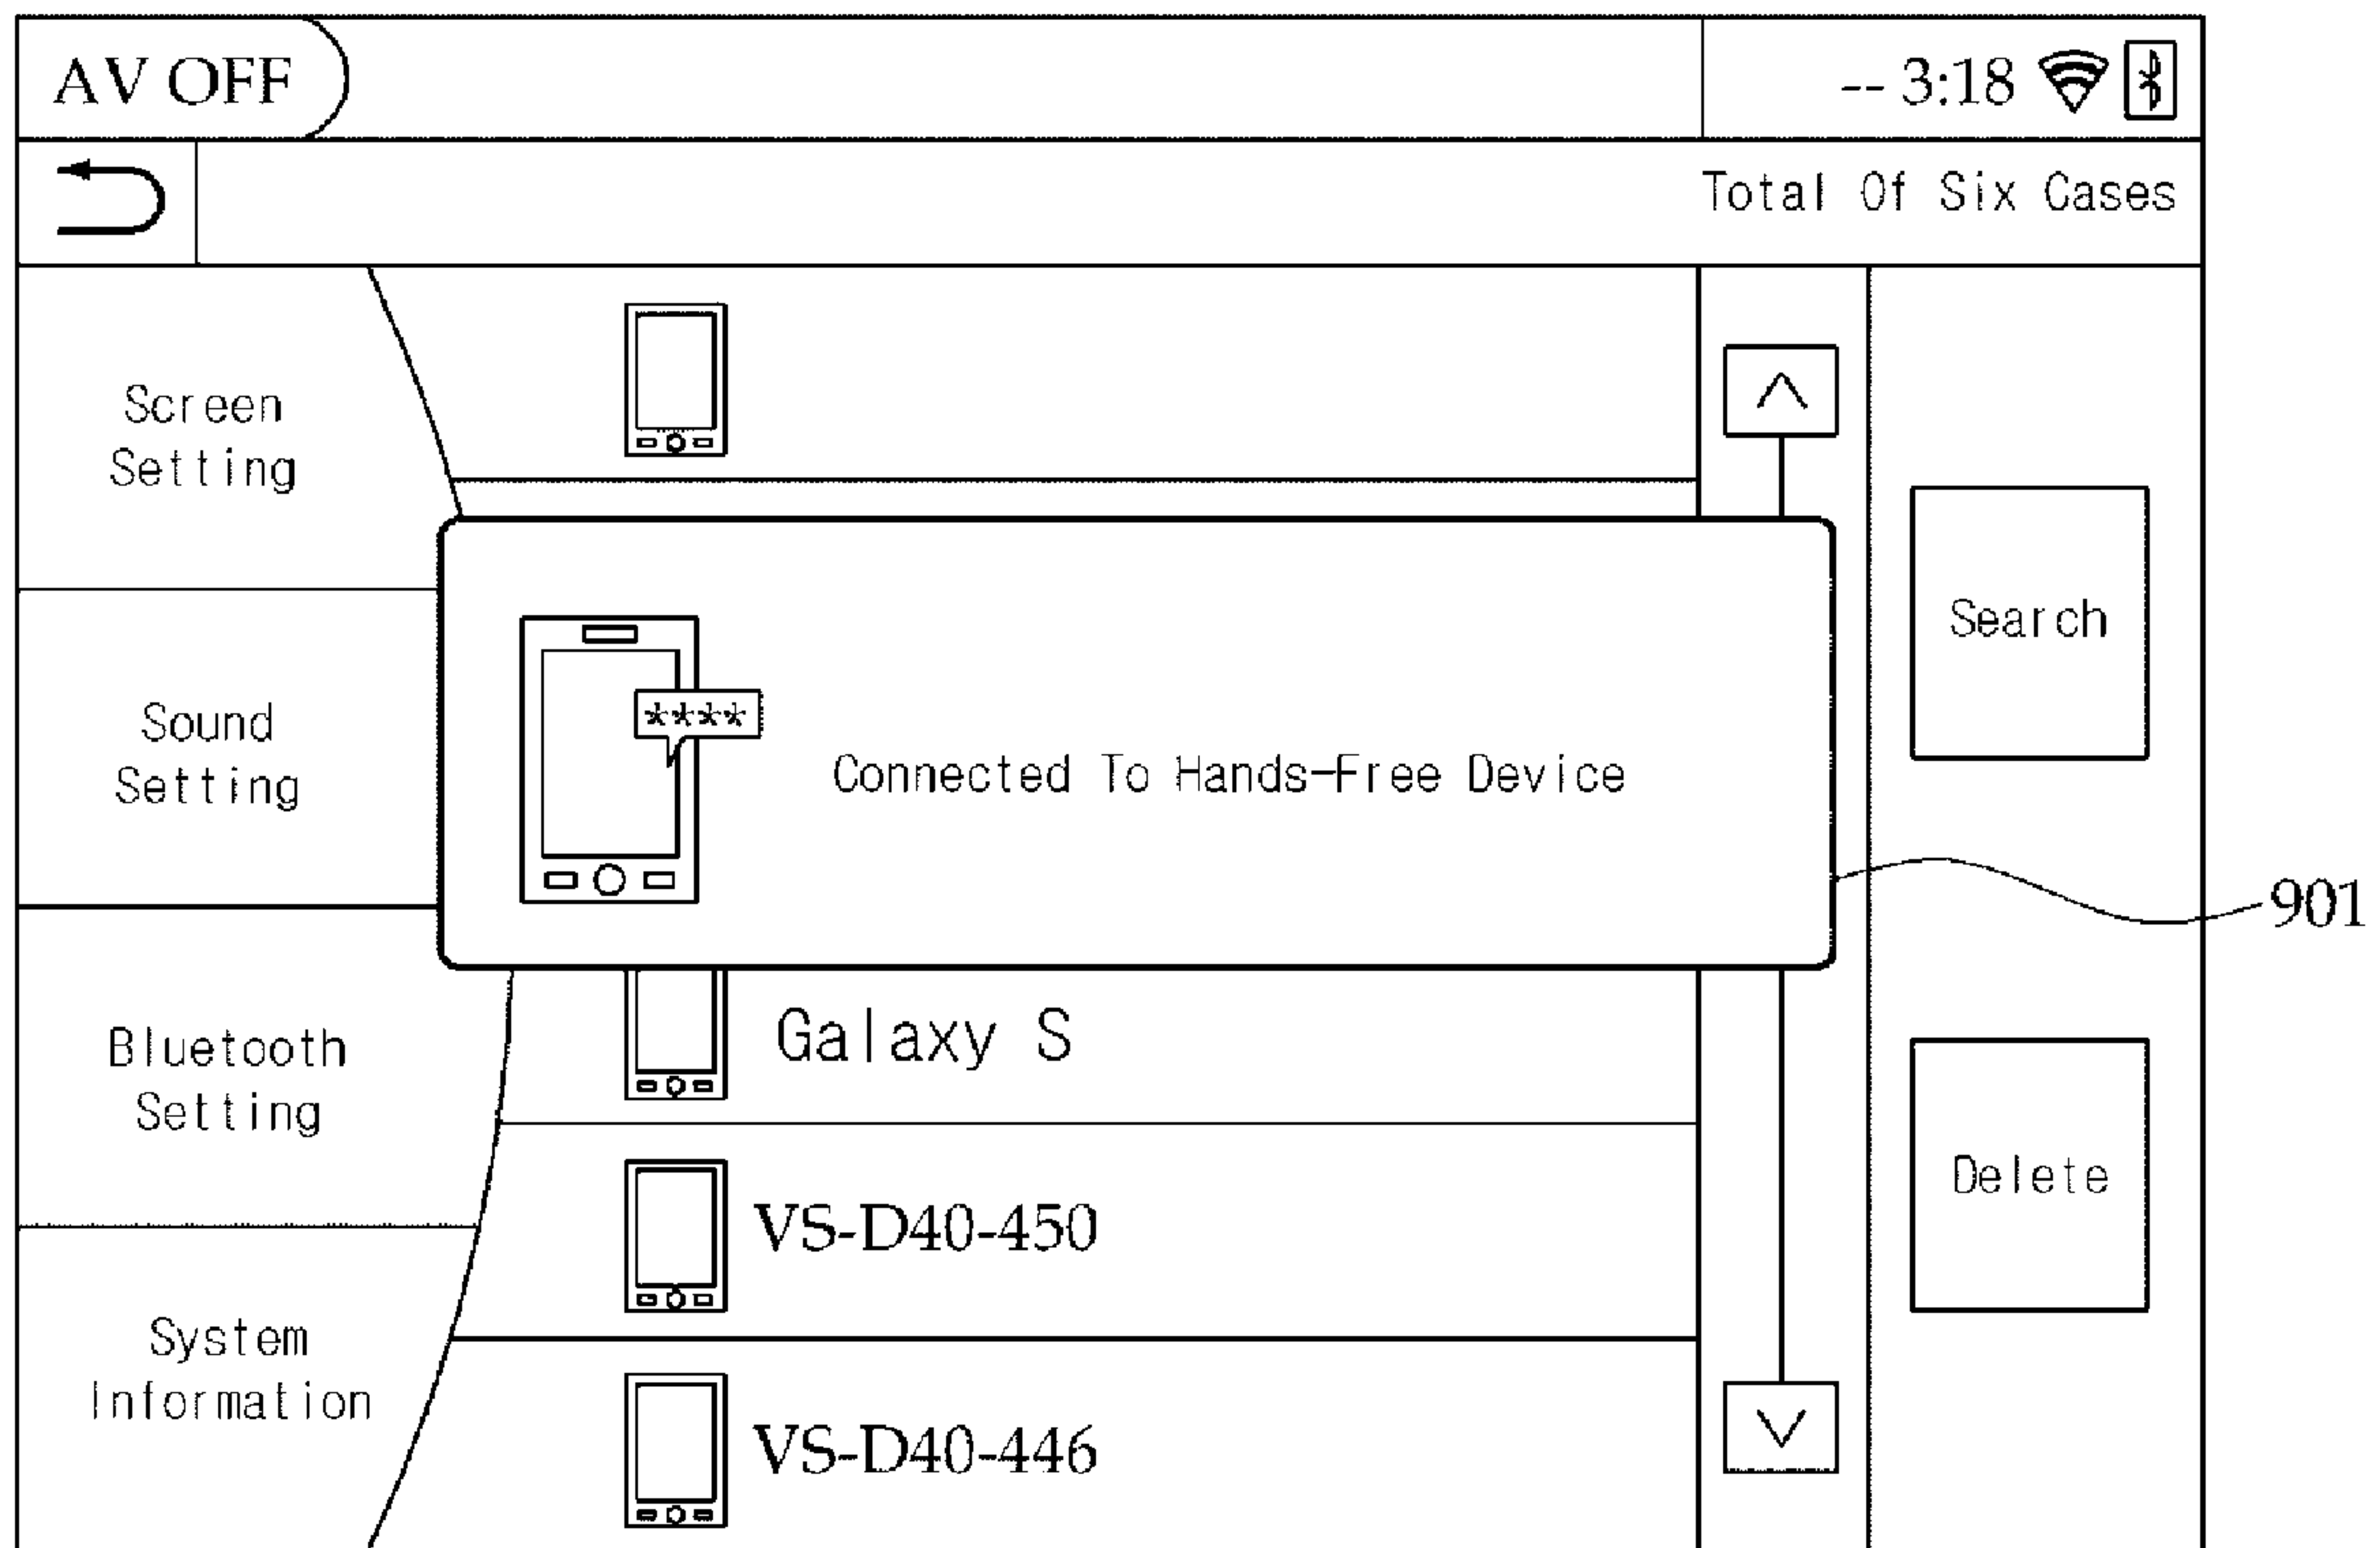 AV OFF
-- 3:18
Total Of Six Cases
Screen
Setting
Sound
Setting
Bluetooth
Setting
System
Information
****
Connected To Hands-Free Device
Galaxy S
VS-D40-450
VS-D40-446
Search
Delete
901